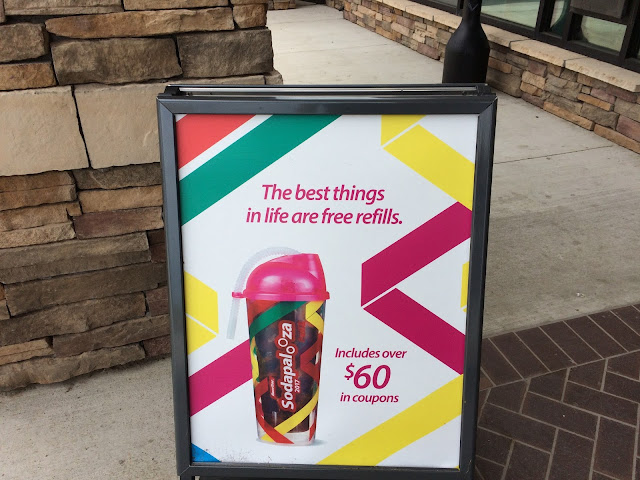 The best things
in life are free refills.
Sodapalooza
2017
Includes over
$60
in coupons